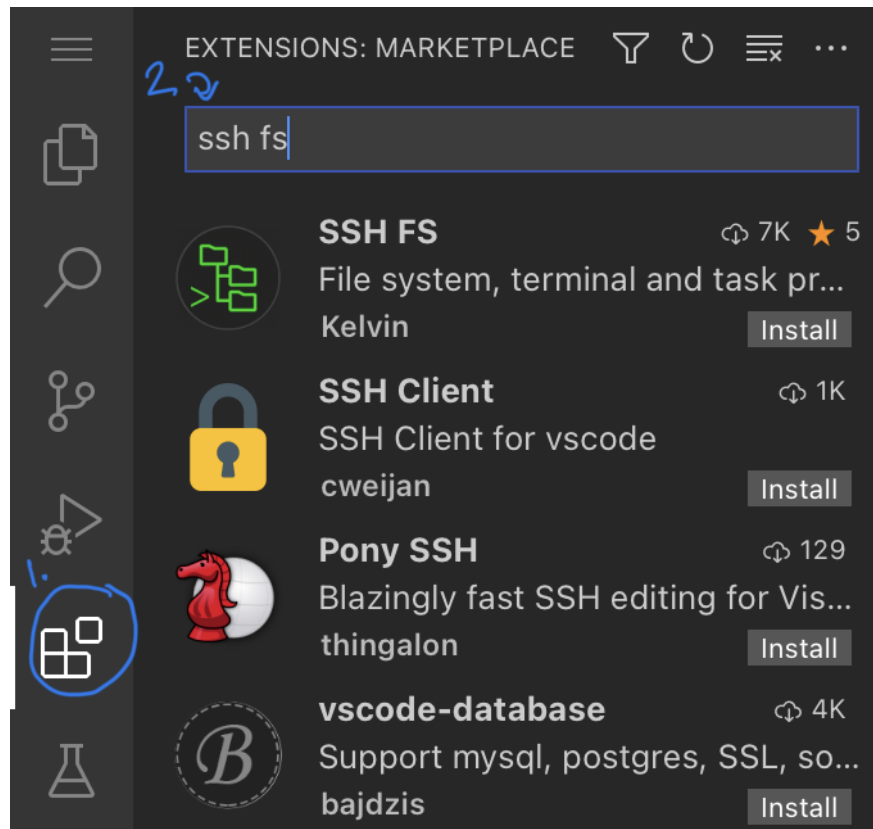 EXTENSIONS: MARKETPLACE
2.
ssh fs
SSH FS 7K ★ 5
File system, terminal and task pr...
Kelvin Install
SSH Client 1K
SSH Client for vscode
cweijan Install
Pony SSH 129
Blazingly fast SSH editing for Vis...
thingalon Install
1.
vscode-database 4K
B
Support mysql, postgres, SSL, so...
bajdzis Install